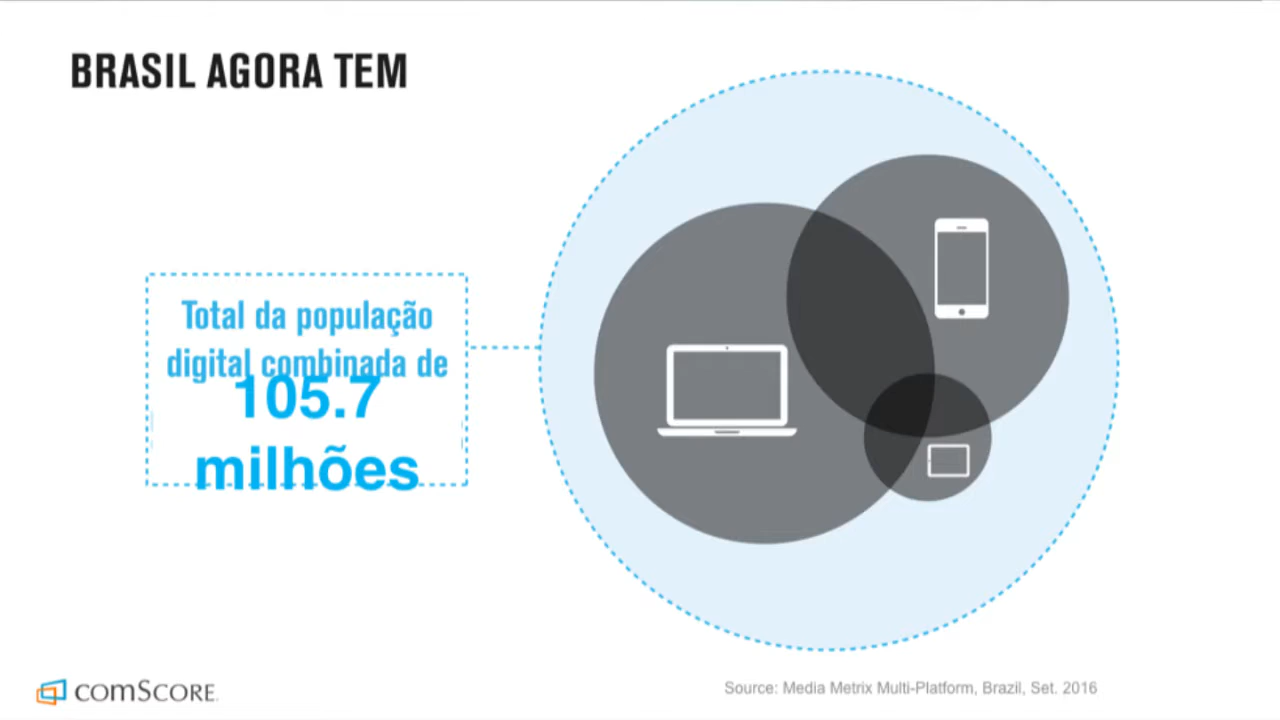 BRASIL AGORA TEM
Total da população
digital combinada de
105.7
milhões
comScore.
Source: Media Metrix Multi-Platform, Brazil, Set. 2016